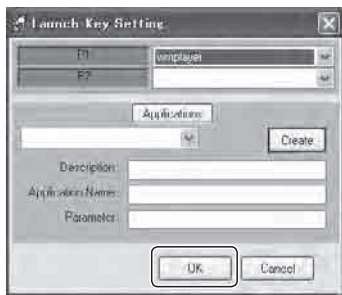 Launch Key Setting
P1 wmplayer
P2
Applications
Create
Description:
Application Name:
Parameter:
OK Cancel